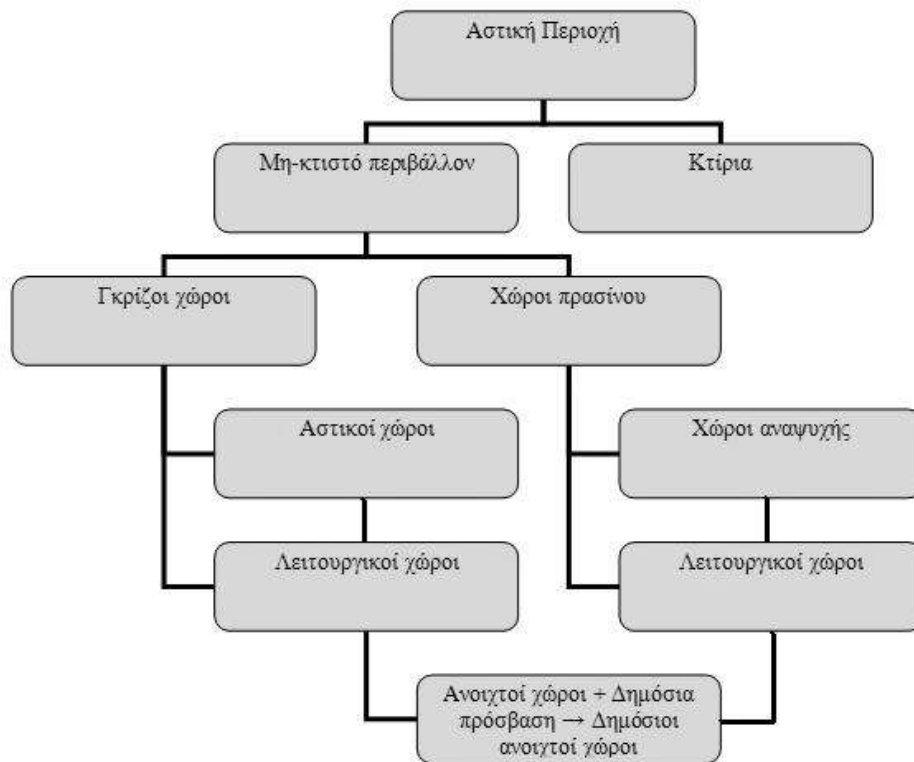 Αστική Περιοχή
Μη-κτιστό περιβάλλον
Κτίρια
Γκρίζοι χώροι
Χώροι πρασίνου
Αστικοί χώροι
Χώροι αναψυχής
Λειτουργικοί χώροι
Λειτουργικοί χώροι
Ανοιχτοί χώροι + Δημόσια
πρόσβαση → Δημόσιοι
ανοιχτοί χώροι